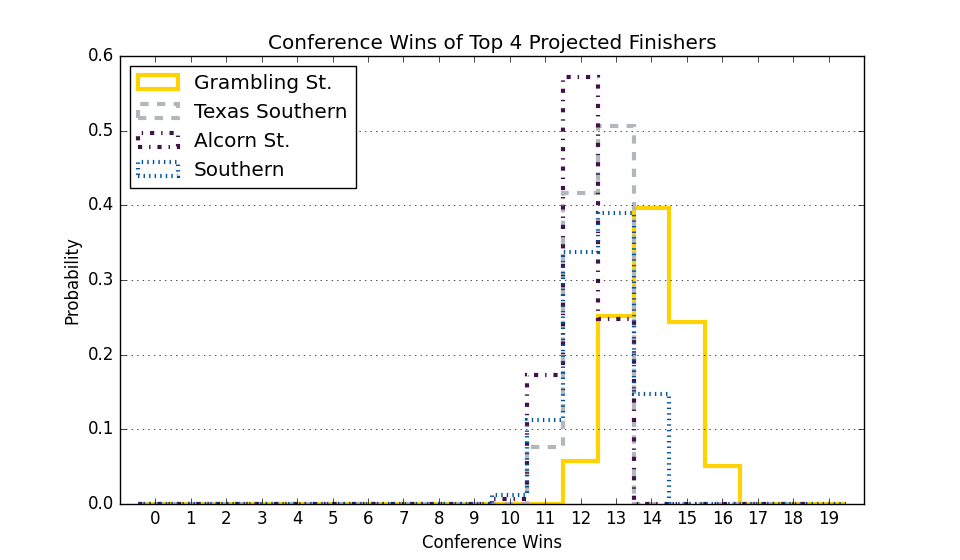 Conference Wins of Top 4 Projected Finishers
0.6
0.5
0.4
0.3
0.2
0.1
0.0
Probability
Grambling St.
Texas Southern
Alcorn St.
Southern
0 1 2 3 4 5 6 7 8 9 10 11 12 13 14 15 16 17 18 19
Conference Wins